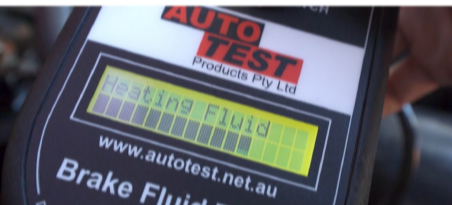 AUTO
TEST
Products Pty Ltd
Heating Fluid
www.autotest.net.au
Brake Fluid